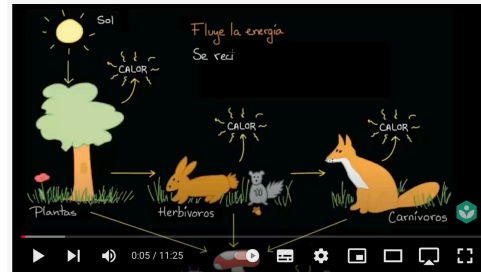 Sol
Fluye la energía
Se reci
CALOR
CALOR
CALOR
Plantas
Herbívoros
Carnívoros
0:05 / 11:25